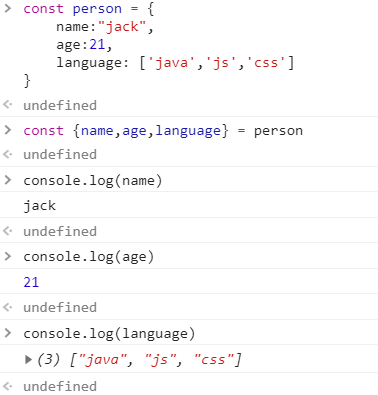 > const person = {
name:"jack",
age:21,
language: ['java','js','css']
}
undefined
> const {name,age,language} = person
undefined
> console.log(name)
jack
undefined
> console.log(age)
21
undefined
> console.log(language)
(3) ["java", "js", "css"]
undefined